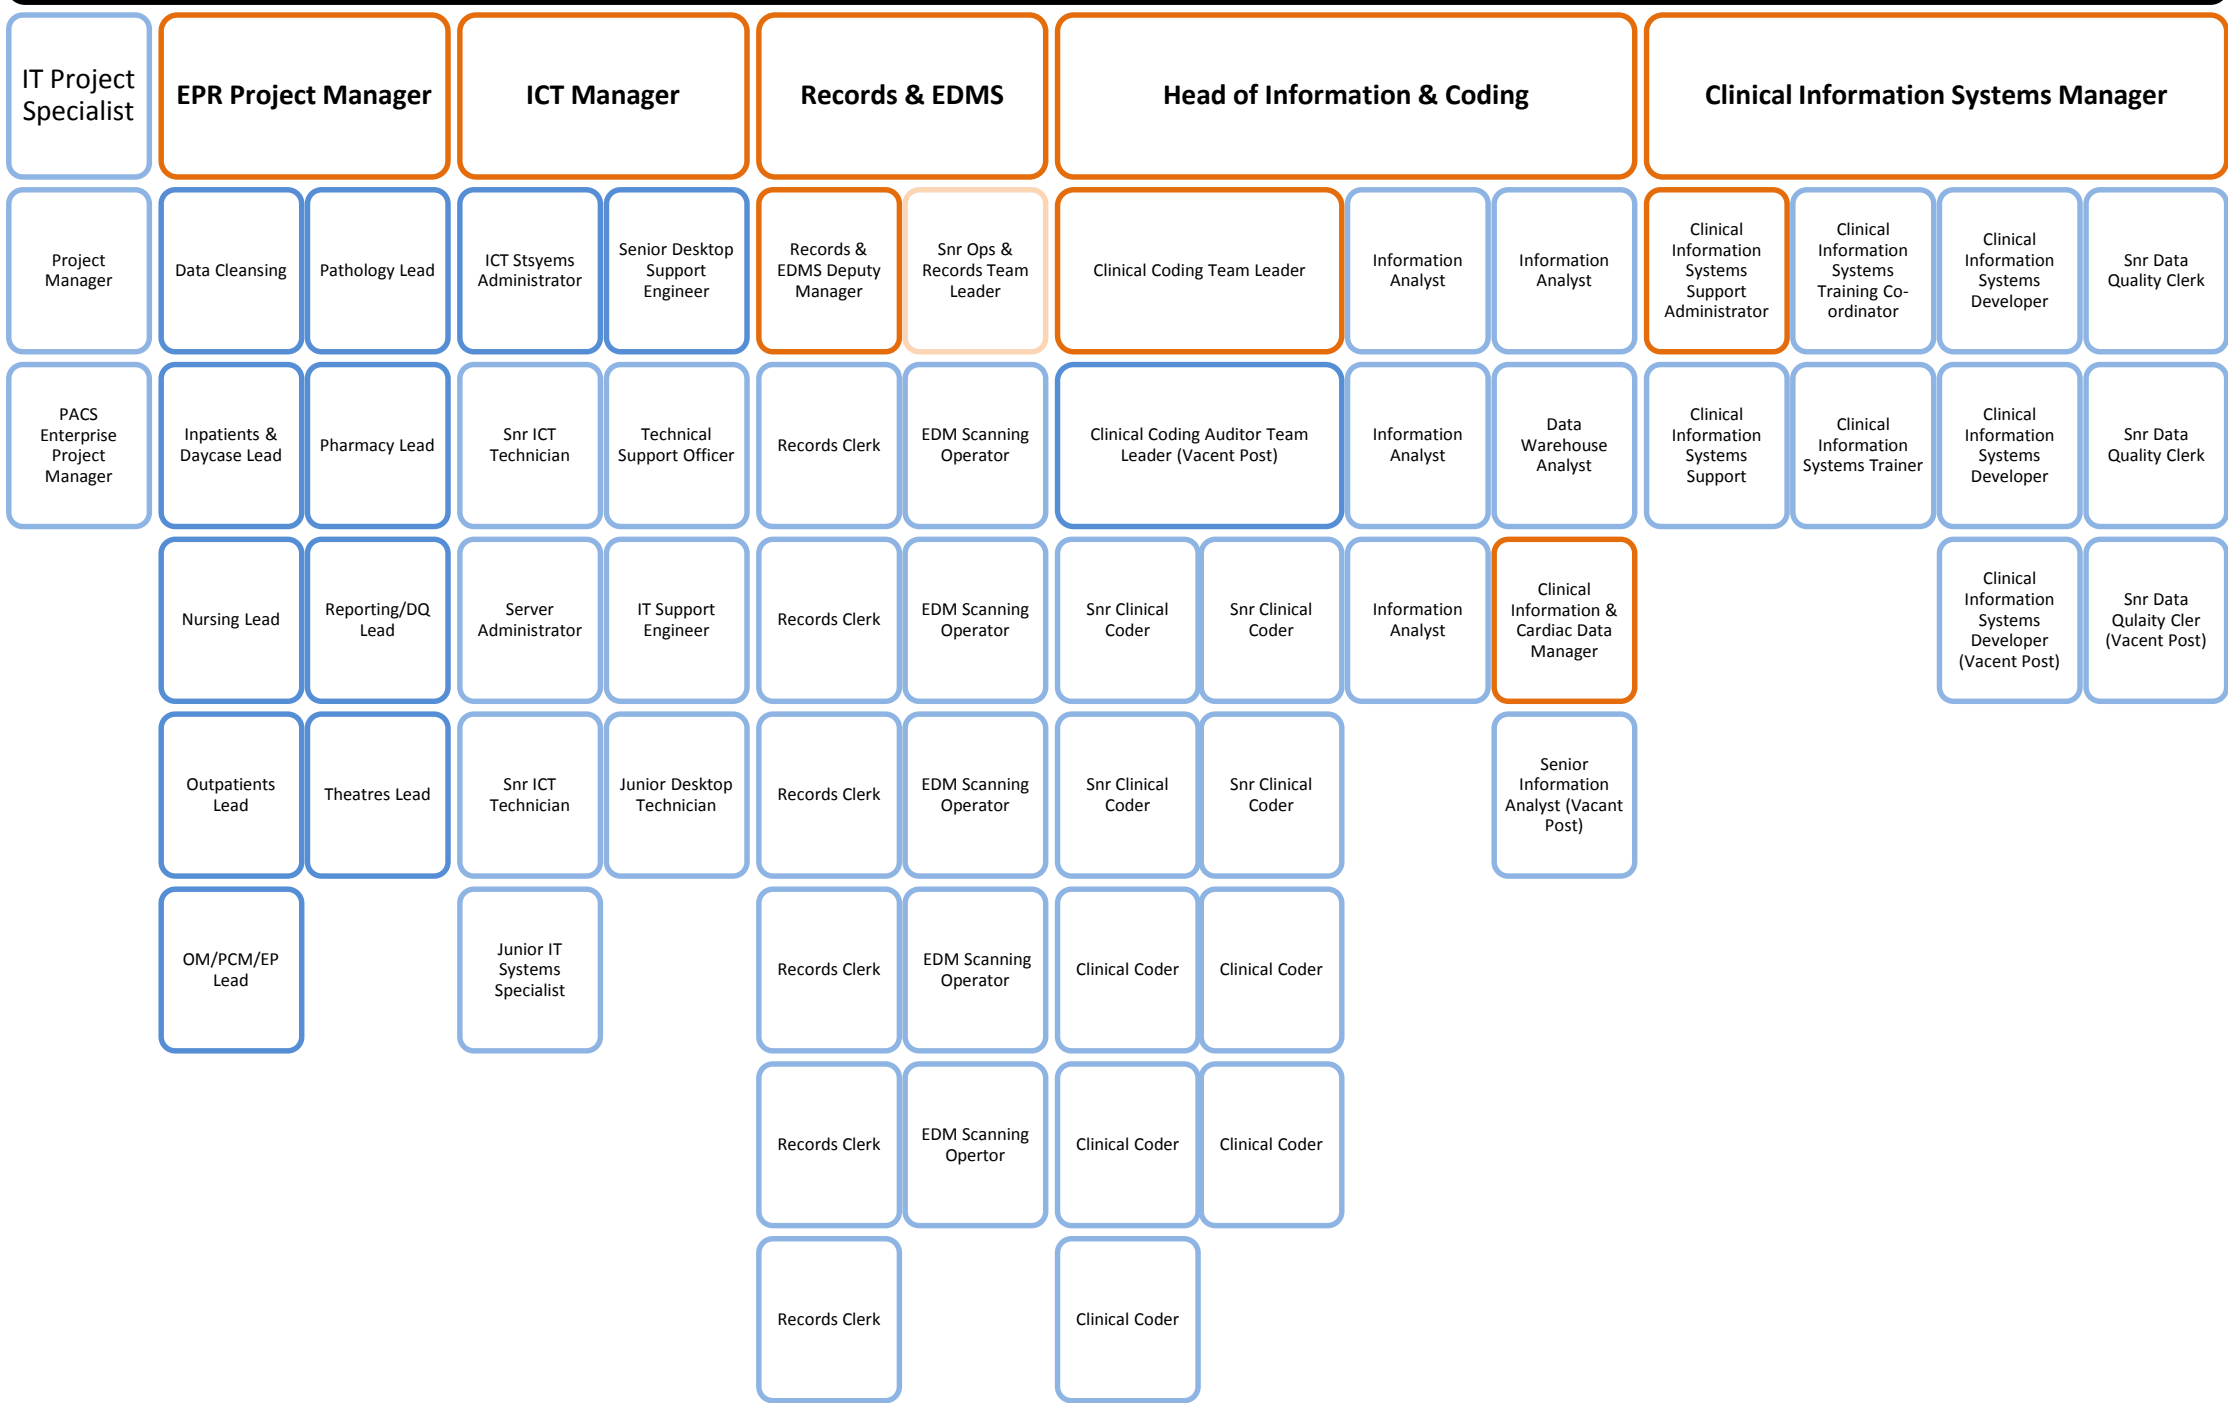 IT Project
Specialist
EPR Project Manager
ICT Manager
Records & EDMS
Head of Information & Coding
Clinical Information Systems Manager
Project
Manager
Data Cleansing
Pathology Lead
ICT Stsyems
Administrator
Senior Desktop
Support
Engineer
Records &
EDMS Deputy
Manager
Snr Ops &
Records Team
Leader
Clinical Coding Team Leader
Information
Analyst
Information
Analyst
Clinical
Information
Systems
Support
Administrator
Clinical
Information
Systems
Training Co-
ordinator
Clinical
Information
Systems
Developer
Snr Data
Quality Clerk
PACS
Enterprise
Project
Manager
Inpatients &
Daycase Lead
Pharmacy Lead
Snr ICT
Technician
Technical
Support Officer
Records Clerk
EDM Scanning
Operator
Clinical Coding Auditor Team
Leader (Vacent Post)
Information
Analyst
Data
Warehouse
Analyst
Clinical
Information
Systems
Support
Clinical
Information
Systems Trainer
Clinical
Information
Systems
Developer
Snr Data
Quality Clerk
Nursing Lead
Reporting/DQ
Lead
Server
Administrator
IT Support
Engineer
Records Clerk
EDM Scanning
Operator
Snr Clinical
Coder
Snr Clinical
Coder
Information
Analyst
Clinical
Information &
Cardiac Data
Manager
Clinical
Information
Systems
Developer
(Vacent Post)
Snr Data
Qulaity Cler
(Vacent Post)
Outpatients
Lead
Theatres Lead
Snr ICT
Technician
Junior Desktop
Technician
Records Clerk
EDM Scanning
Operator
Snr Clinical
Coder
Snr Clinical
Coder
Senior
Information
Analyst (Vacant
Post)
OM/PCM/EP
Lead
Junior IT
Systems
Specialist
Records Clerk
EDM Scanning
Operator
Clinical Coder
Clinical Coder
Records Clerk
EDM Scanning
Opertor
Clinical Coder
Clinical Coder
Records Clerk
Clinical Coder